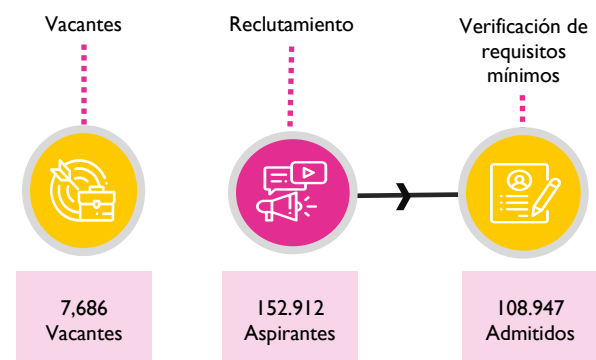 Vacantes
Reclutamiento
Verificación de
requisitos
mínimos
7,686
Vacantes
152.912
Aspirantes
108.947
Admitidos